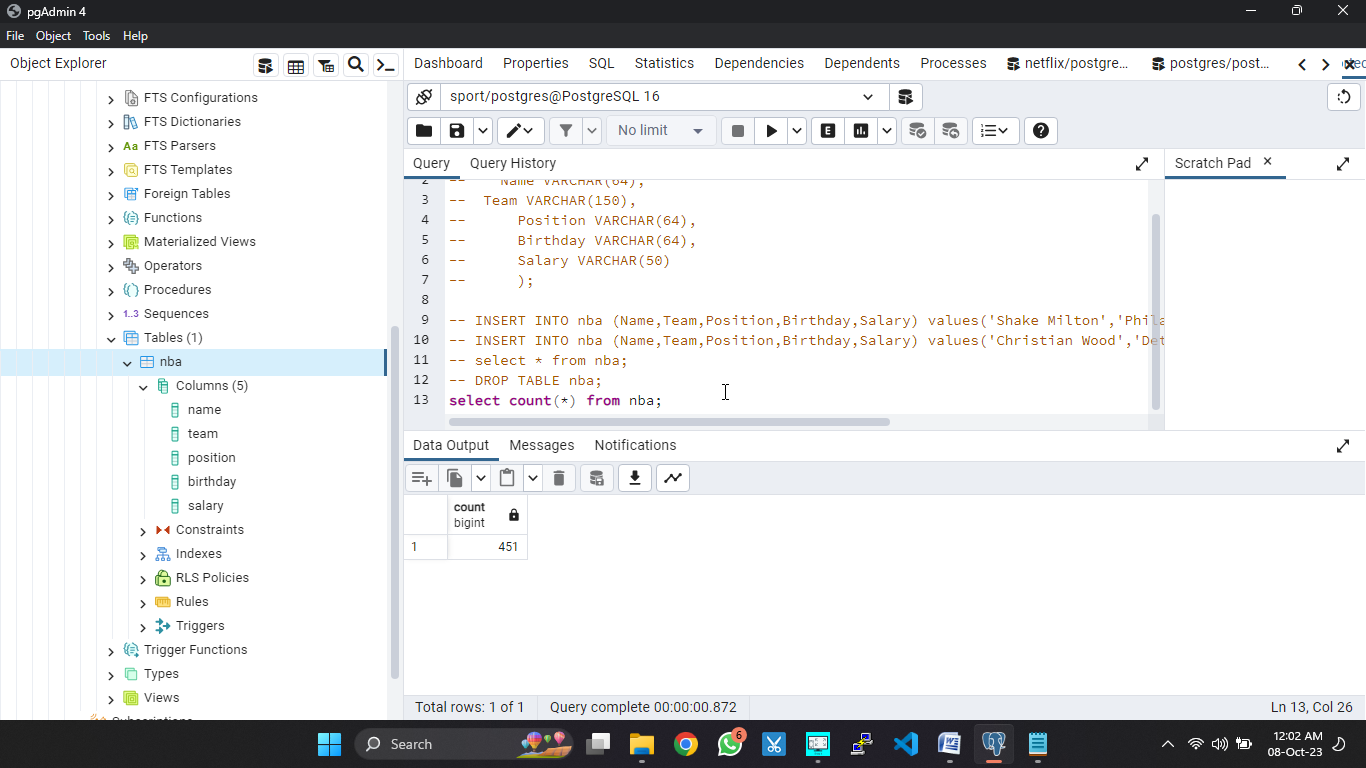 pgAdmin 4
File Object Tools Help
Object Explorer
Dashboard Properties SQL Statistics Dependencies Dependents Processes netflix/postgre... postgres/post...
sport/postgres@PostgreSQL 16
No limit
E
Query Query History
Scratch Pad
FTS Configurations
FTS Dictionaries
Aa FTS Parsers
FTS Templates
Foreign Tables
Functions
Materialized Views
Operators
Procedures
1..3 Sequences
Tables (1)
nba
Columns (5)
name
team
position
birthday
salary
Constraints
Indexes
RLS Policies
Rules
Triggers
Trigger Functions
Types
Views
Subscriptions
2 -- Name VARCHAR(64),
3 -- Team VARCHAR(150),
4 -- Position VARCHAR(64),
5 -- Birthday VARCHAR(64),
6 -- Salary VARCHAR(50)
7 -- );
8
9 -- INSERT INTO nba (Name,Team,Position,Birthday,Salary) values('Shake Milton','Phila
10 -- INSERT INTO nba (Name,Team,Position,Birthday,Salary) values('Christian Wood','Det
11 -- select * from nba;
12 -- DROP TABLE nba;
13 select count(*) from nba;
Data Output Messages Notifications
count
bigint
1 451
Total rows: 1 of 1 Query complete 00:00:00.872 Ln 13, Col 26
Search
6
12:02 AM
08-Oct-23